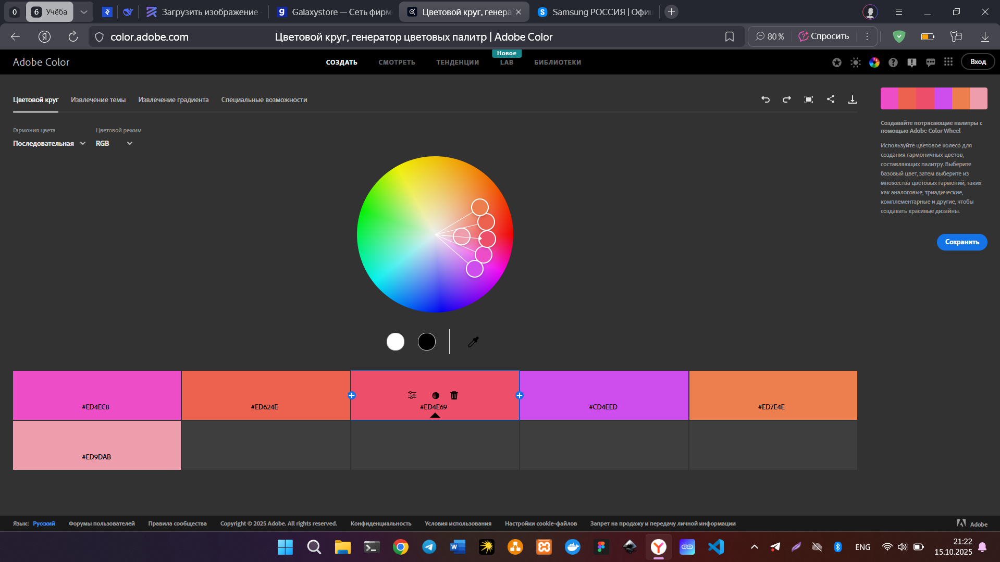 0
6 Учёба
Загрузить изображение
g Galaxystore — Сеть фирм
Цветовой круг, генера
S Samsung РОССИЯ | Офиц
Я
color.adobe.com
Цветовой круг, генератор цветовых палитр | Adobe Color
80 %
Спросить
Adobe Color
СОЗДАТЬ
СМОТРЕТЬ
ТЕНДЕНЦИИ
Новое
LAB
БИБЛИОТЕКИ
Вход
Цветовой круг
Извлечение темы
Извлечение градиента
Специальные возможности
Гармония цвета
Последовательная
Цветовой режим
RGB
Создавайте потрясающие палитры с
помощью Adobe Color Wheel
Используйте цветовое колесо для
создания гармоничных цветов,
составляющих палитру. Выберите
базовый цвет, затем выберите из
множества цветовых гармоний, таких
как аналоговые, триадические,
комплементарные и другие, чтобы
создавать красивые дизайны.
Сохранить
#ED4EC8
#ED624E
#ED4E69
#CD4EED
#ED7E4E
#ED9DAB
Язык: Русский
Форумы пользователей
Правила сообщества
Copyright © 2025 Adobe. All rights reserved.
Конфиденциальность
Условия использования
Настройки cookie-файлов
Запрет на продажу и передачу личной информации
Adobe
ENG
21:22
15.10.2025